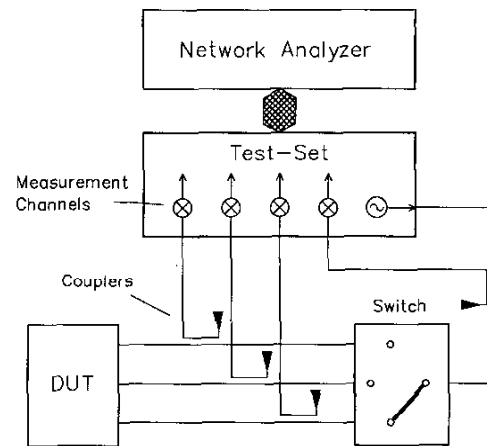 Network Analyzer
Test-Set
Measurement
Channels
Couplers
Switch
DUT